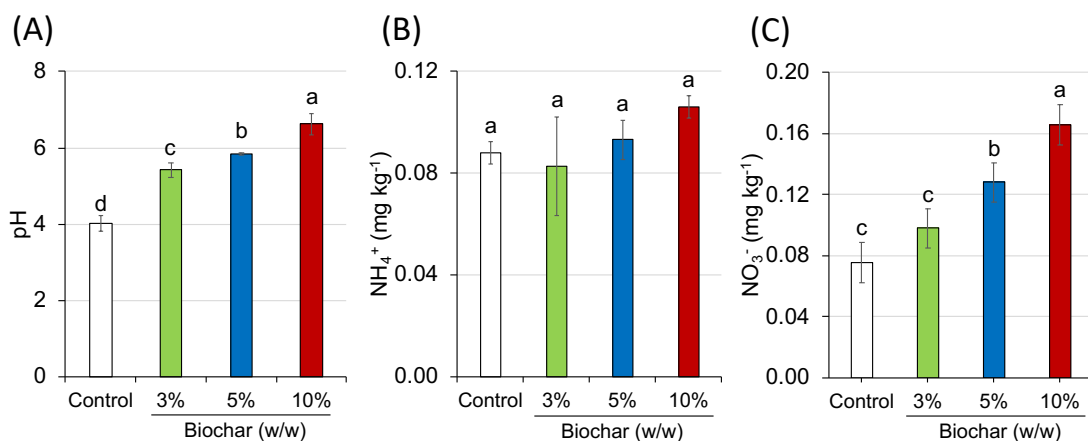 (A)
pH
8
6
4
2
0
d
c
b
a
Control
3%
5%
10%
Biochar (w/w)
(B)
NH₄⁺ (mg kg⁻¹)
0.12
0.08
0.04
0.00
a
a
a
a
Control
3%
5%
10%
Biochar (w/w)
(C)
NO₃⁻ (mg kg⁻¹)
0.20
0.16
0.12
0.08
0.04
0.00
c
c
b
a
Control
3%
5%
10%
Biochar (w/w)